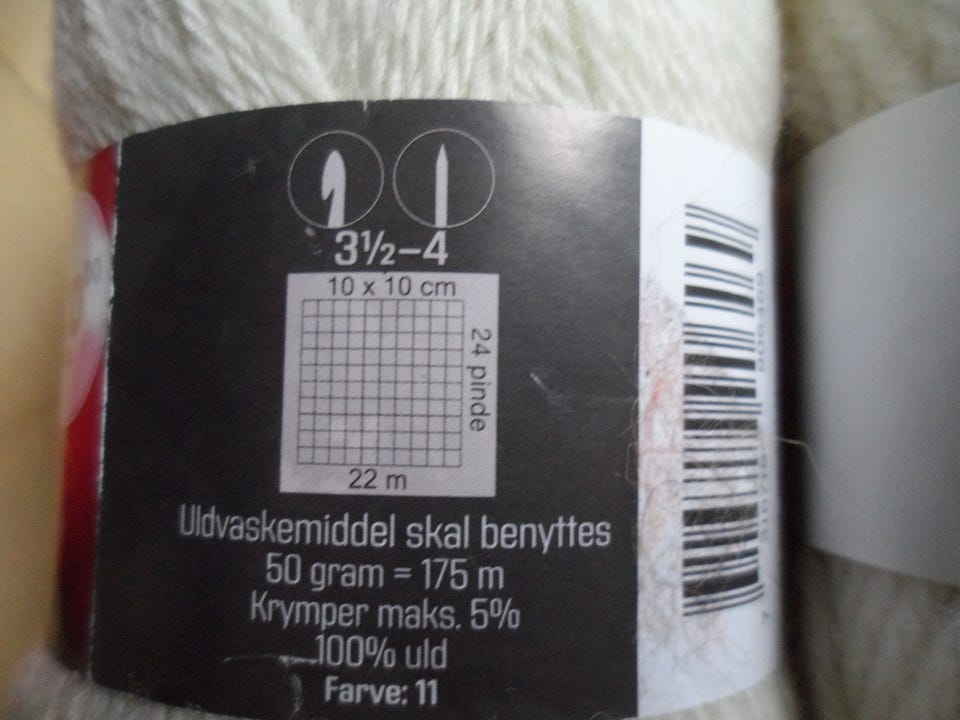 3½–4
10 x 10 cm
24 pinde
22 m
Uldvaskemiddel skal benyttes
50 gram = 175 m
Krymper maks. 5%
100% uld
Farve: 11